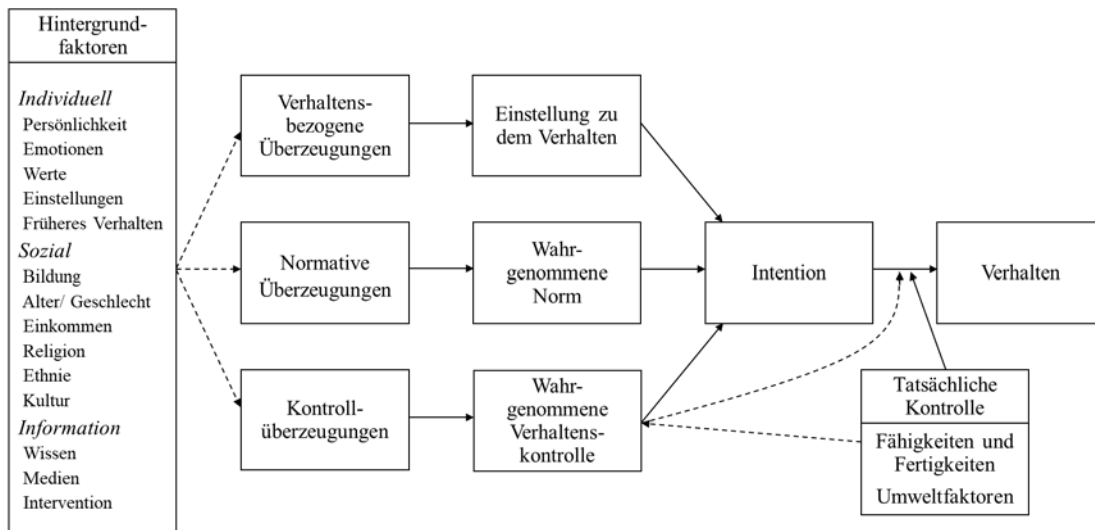 Hintergrund-
faktoren
Individuell
Persönlichkeit
Emotionen
Werte
Einstellungen
Früheres Verhalten
Sozial
Bildung
Alter/ Geschlecht
Einkommen
Religion
Ethnie
Kultur
Information
Wissen
Medien
Intervention
Verhaltens-
bezogene
Überzeugungen
Einstellung zu
dem Verhalten
Normative
Überzeugungen
Wahr-
genommene
Norm
Intention
Verhalten
Kontroll-
überzeugungen
Wahr-
genommene
Verhaltens-
kontrolle
Tatsächliche
Kontrolle
Fähigkeiten und
Fertigkeiten
Umweltfaktoren